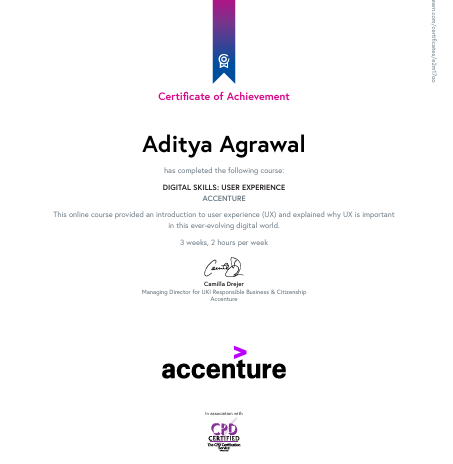 Certificate of Achievement
Aditya Agrawal
has completed the following course:
DIGITAL SKILLS: USER EXPERIENCE
ACCENTURE
This online course provided an introduction to user experience (UX) and explained why UX is important
in this ever-evolving digital world.
3 weeks, 2 hours per week
Camilla Drejer
Managing Director for UKI Responsible Business & Citizenship
Accenture
accenture
In association with
CPD
CERTIFIED
The CPD Certification
Service